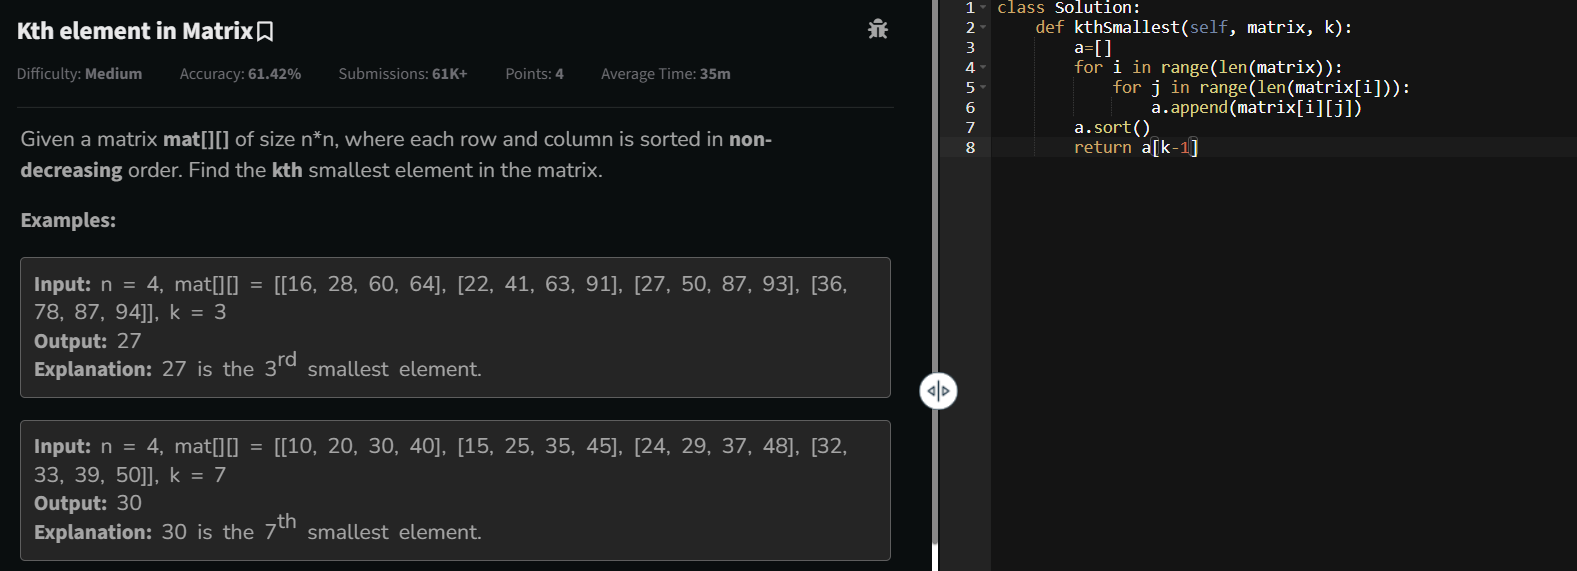 Kth element in Matrix
Difficulty: Medium Accuracy: 61.42% Submissions: 61K+ Points: 4 Average Time: 35m
Given a matrix mat[][] of size n*n, where each row and column is sorted in non-
decreasing order. Find the kth smallest element in the matrix.
Examples:
Input: n = 4, mat[][] = [[16, 28, 60, 64], [22, 41, 63, 91], [27, 50, 87, 93], [36,
78, 87, 94]], k = 3
Output: 27
Explanation: 27 is the 3rd smallest element.
Input: n = 4, mat[][] = [[10, 20, 30, 40], [15, 25, 35, 45], [24, 29, 37, 48], [32,
33, 39, 50]], k = 7
Output: 30
Explanation: 30 is the 7th smallest element.
1 class Solution:
2     def kthSmallest(self, matrix, k):
3         a=[]
4         for i in range(len(matrix)):
5             for j in range(len(matrix[i])):
6                 a.append(matrix[i][j])
7         a.sort()
8         return a[k-1]